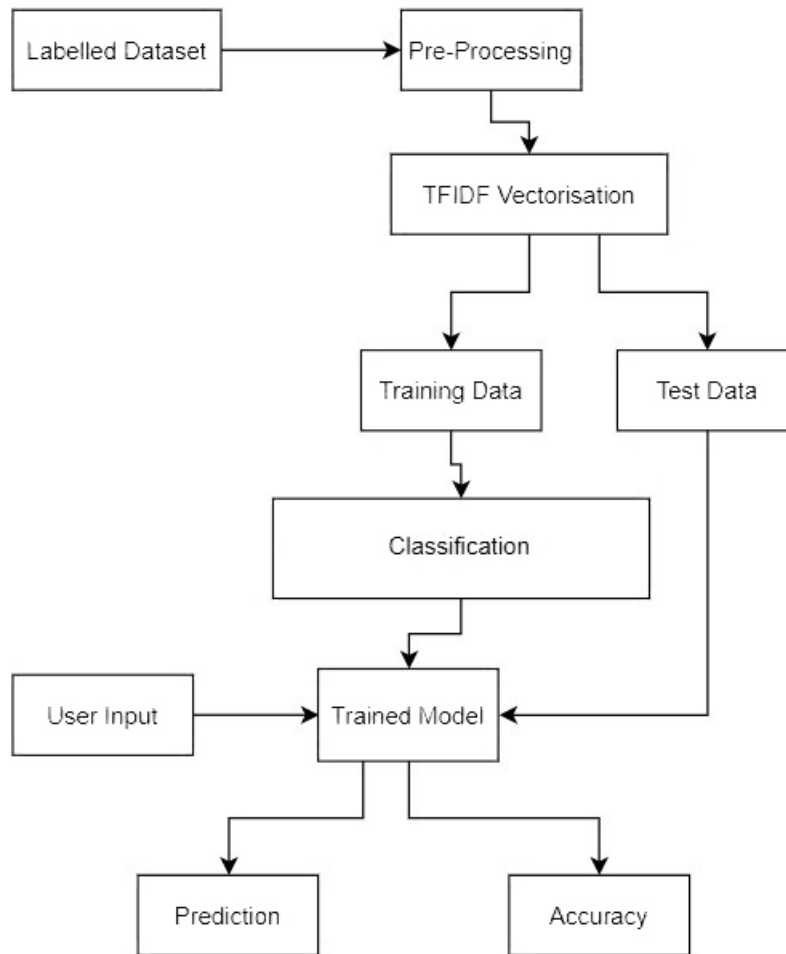 Labelled Dataset
Pre-Processing
TFIDF Vectorisation
Training Data
Test Data
Classification
User Input
Trained Model
Prediction
Accuracy